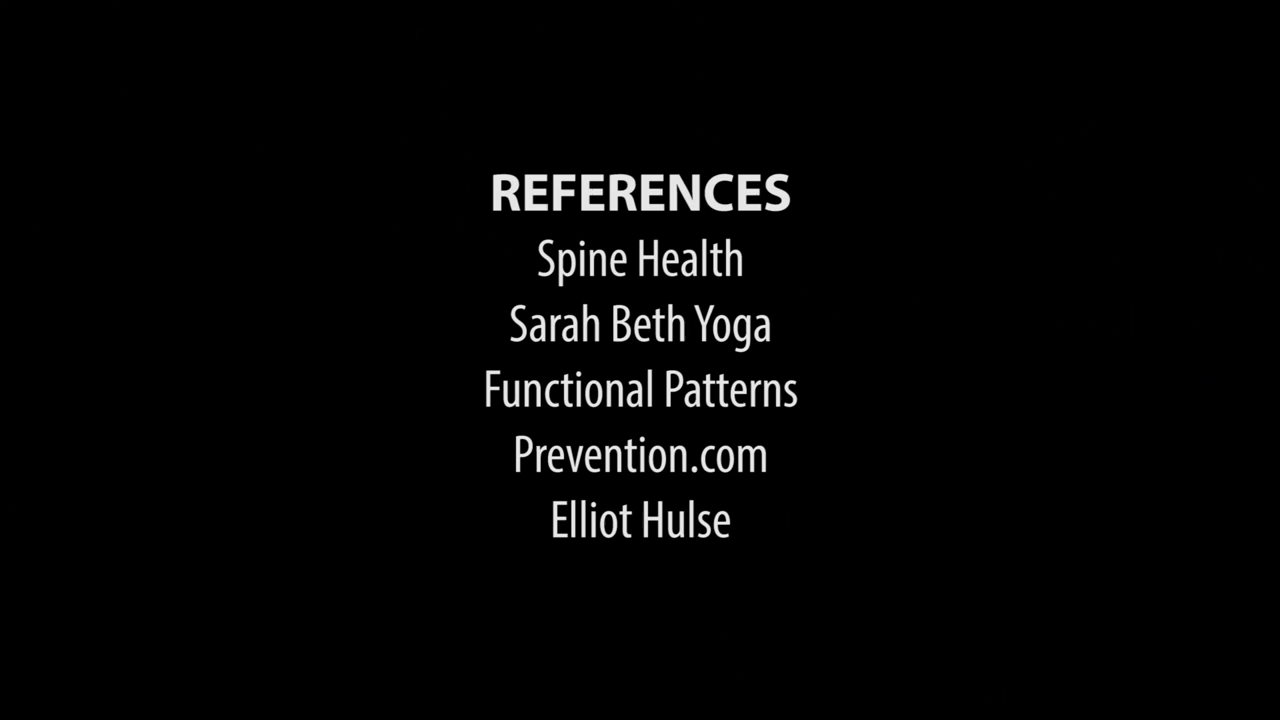 REFERENCES
Spine Health
Sarah Beth Yoga
Functional Patterns
Prevention.com
Elliot Hulse